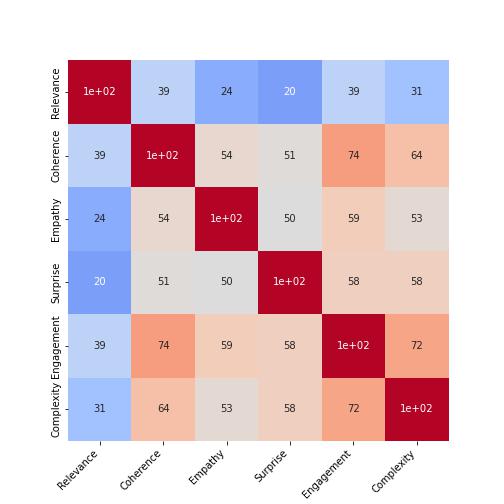 Relevance 1e+02 39 24 20 39 31
Coherence 39 1e+02 54 51 74 64
Empathy 24 54 1e+02 50 59 53
Surprise 20 51 50 1e+02 58 58
Engagement 39 74 59 58 1e+02 72
Complexity 31 64 53 58 72 1e+02
Relevance Coherence Empathy Surprise Engagement Complexity